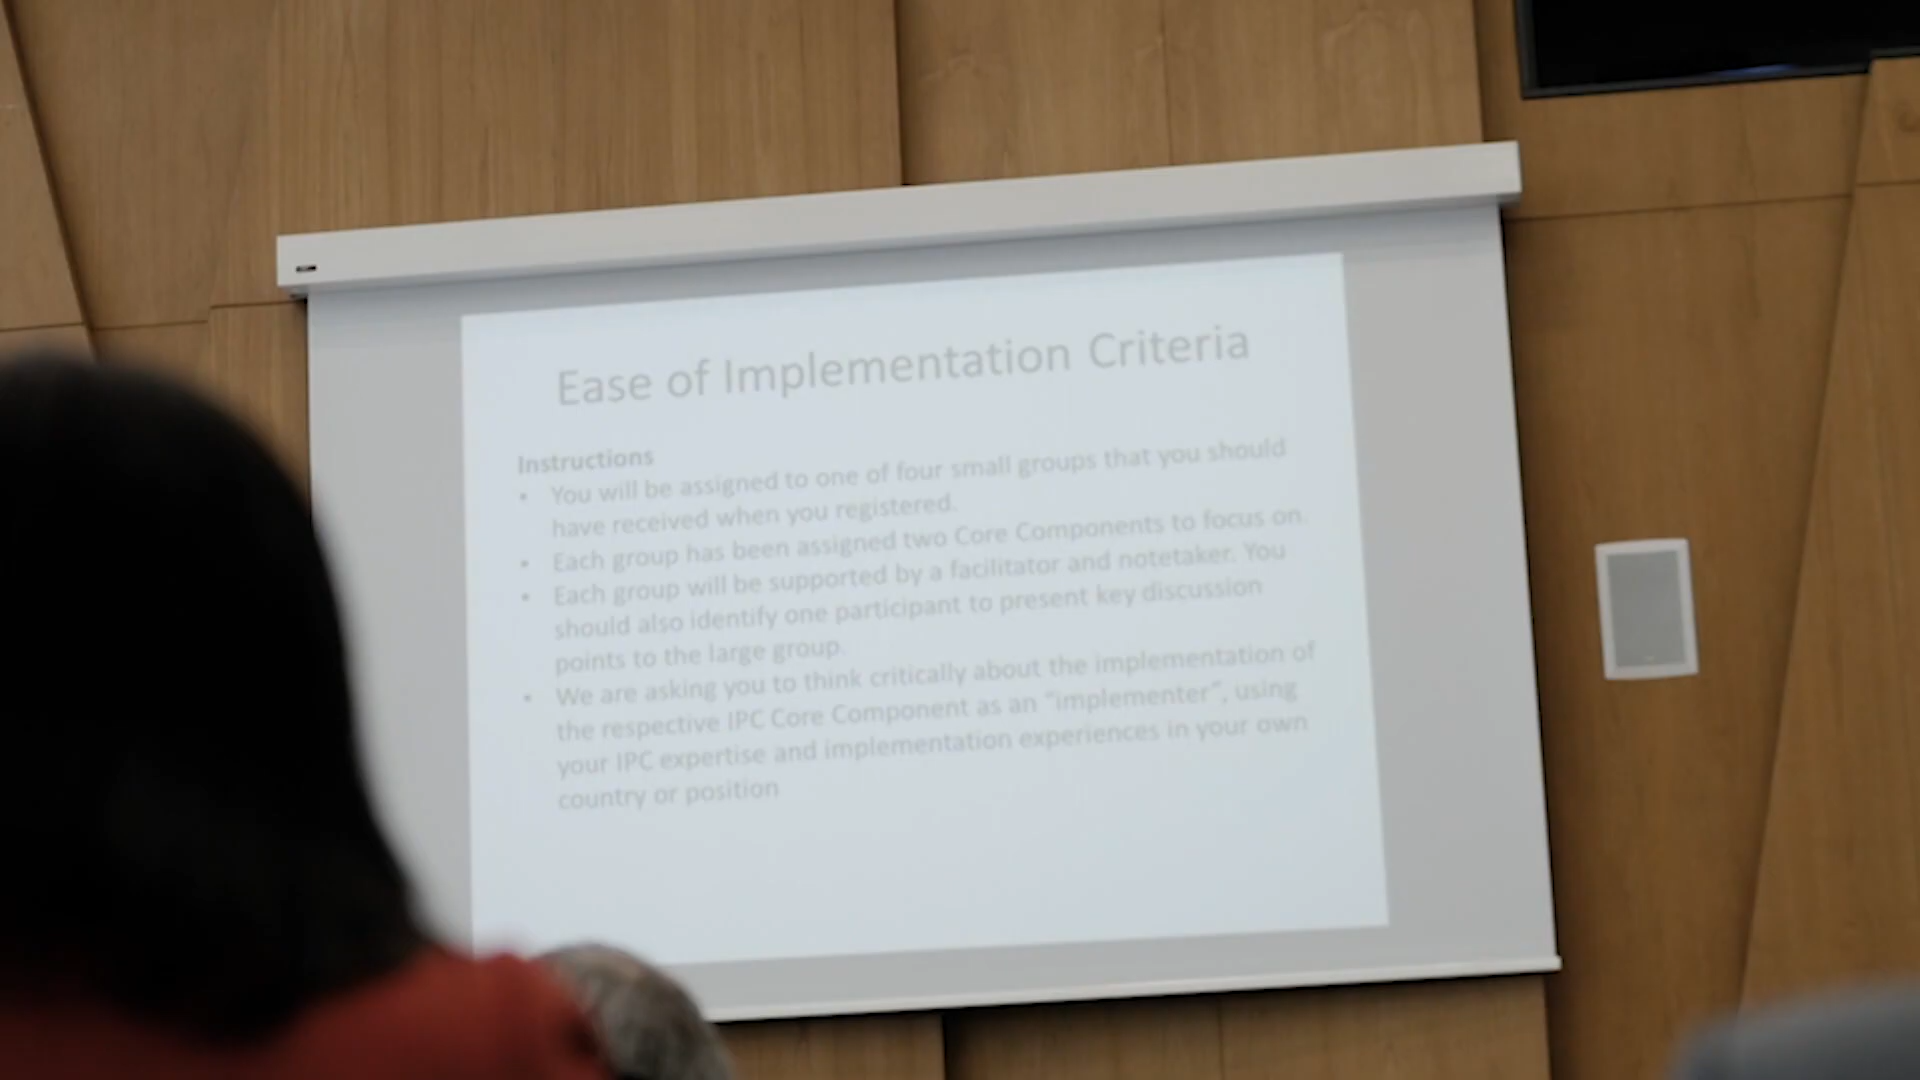 Ease of Implementation Criteria
Instructions
• You will be assigned to one of four small groups that you should
have received when you registered.
• Each group has been assigned two Core Components to focus on
• Each group will be supported by a facilitator and notetaker. You
should also identify one participant to present key discussion
points to the large group.
• We are asking you to think critically about the implementation of
the respective IPC Core Component as an "implementer", using
your IPC expertise and implementation experiences in your own
country or position